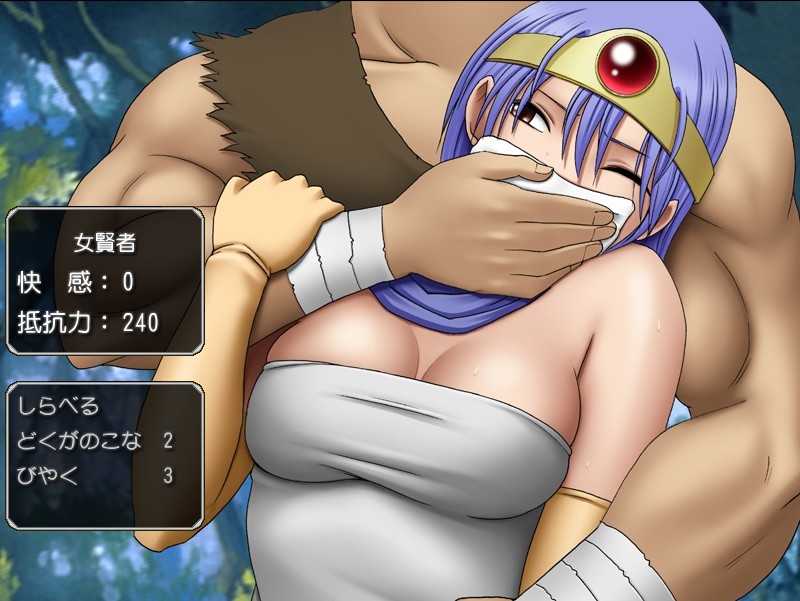 女賢者
快 感：0
抵抗力：240
しらべる
どくがのこな 2
びやく 3